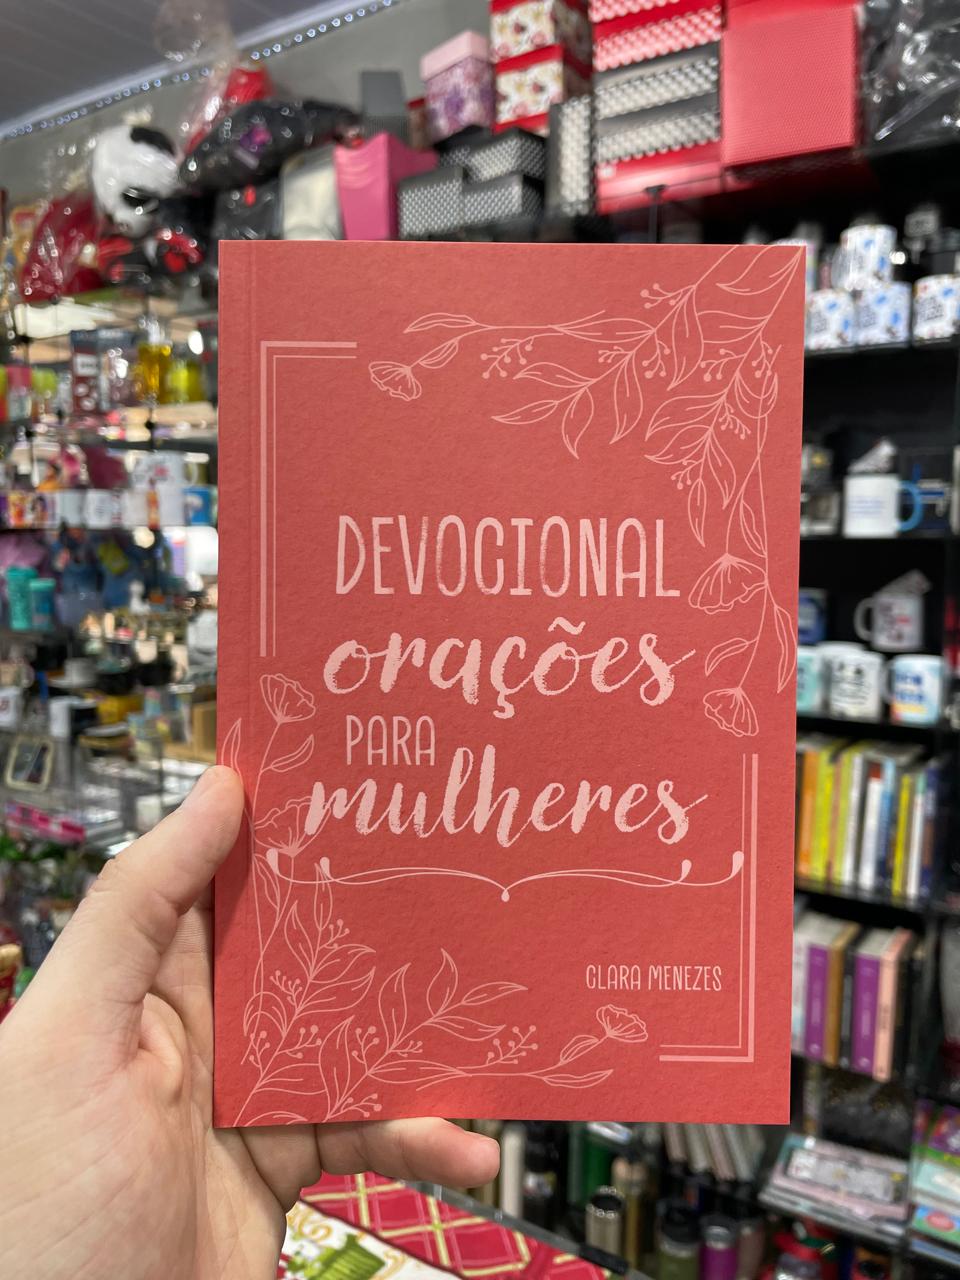 DEVOCIONAL
orações
PARA
mulheres
CLARA MENEZES